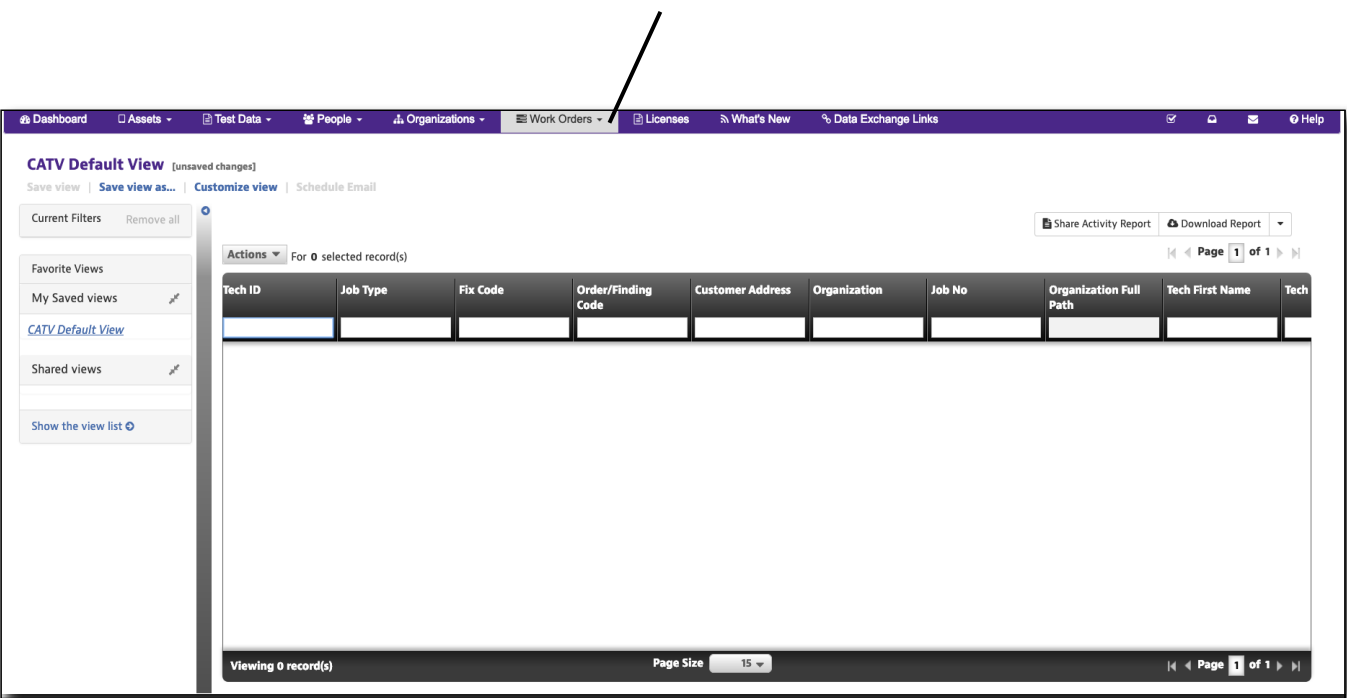 Dashboard Assets Test Data People Organizations Work Orders Licenses What's New Data Exchange Links Help
CATV Default View [unsaved changes]
Save view | Save view as... | Customize view | Schedule Email
Current Filters Remove all
Share Activity Report Download Report
Actions For 0 selected record(s)
Page 1 of 1
Favorite Views
My Saved views
CATV Default View
Shared views
Show the view list
Tech ID Job Type Fix Code Order/Finding Customer Address Organization Job No Organization Full Tech First Name Tech
Code Path
Viewing 0 record(s) Page Size 15 Page 1 of 1